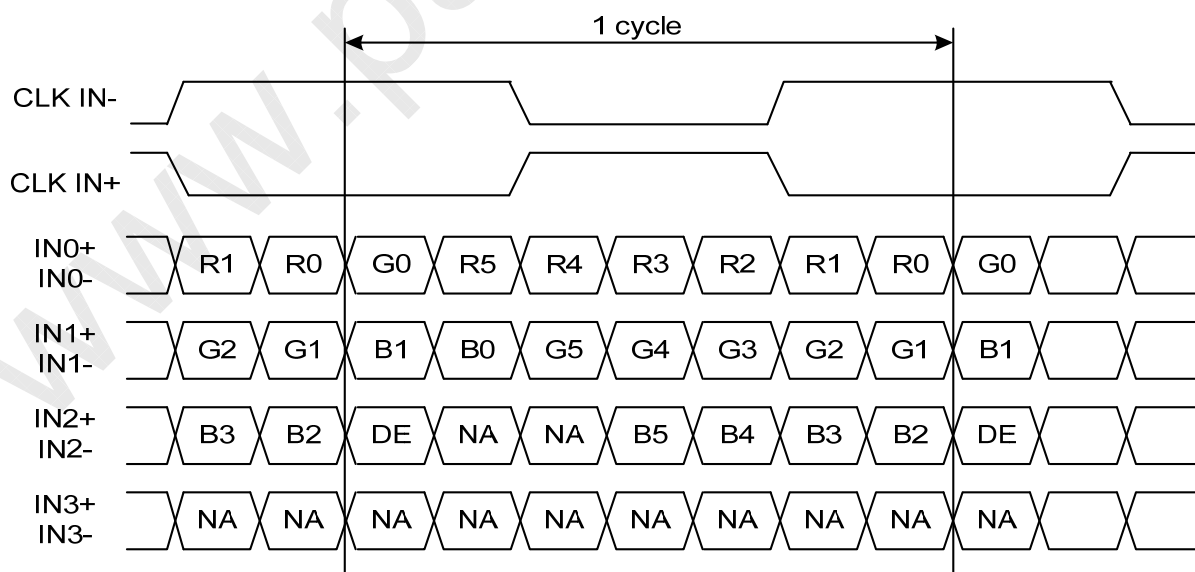 1 cycle
CLK IN-
CLK IN+
IN0+
IN0-
R1 R0 G0 R5 R4 R3 R2 R1 R0 G0
IN1+
IN1-
G2 G1 B1 B0 G5 G4 G3 G2 G1 B1
IN2+
IN2-
B3 B2 DE NA NA B5 B4 B3 B2 DE
IN3+
IN3-
NA NA NA NA NA NA NA NA NA NA
www.p